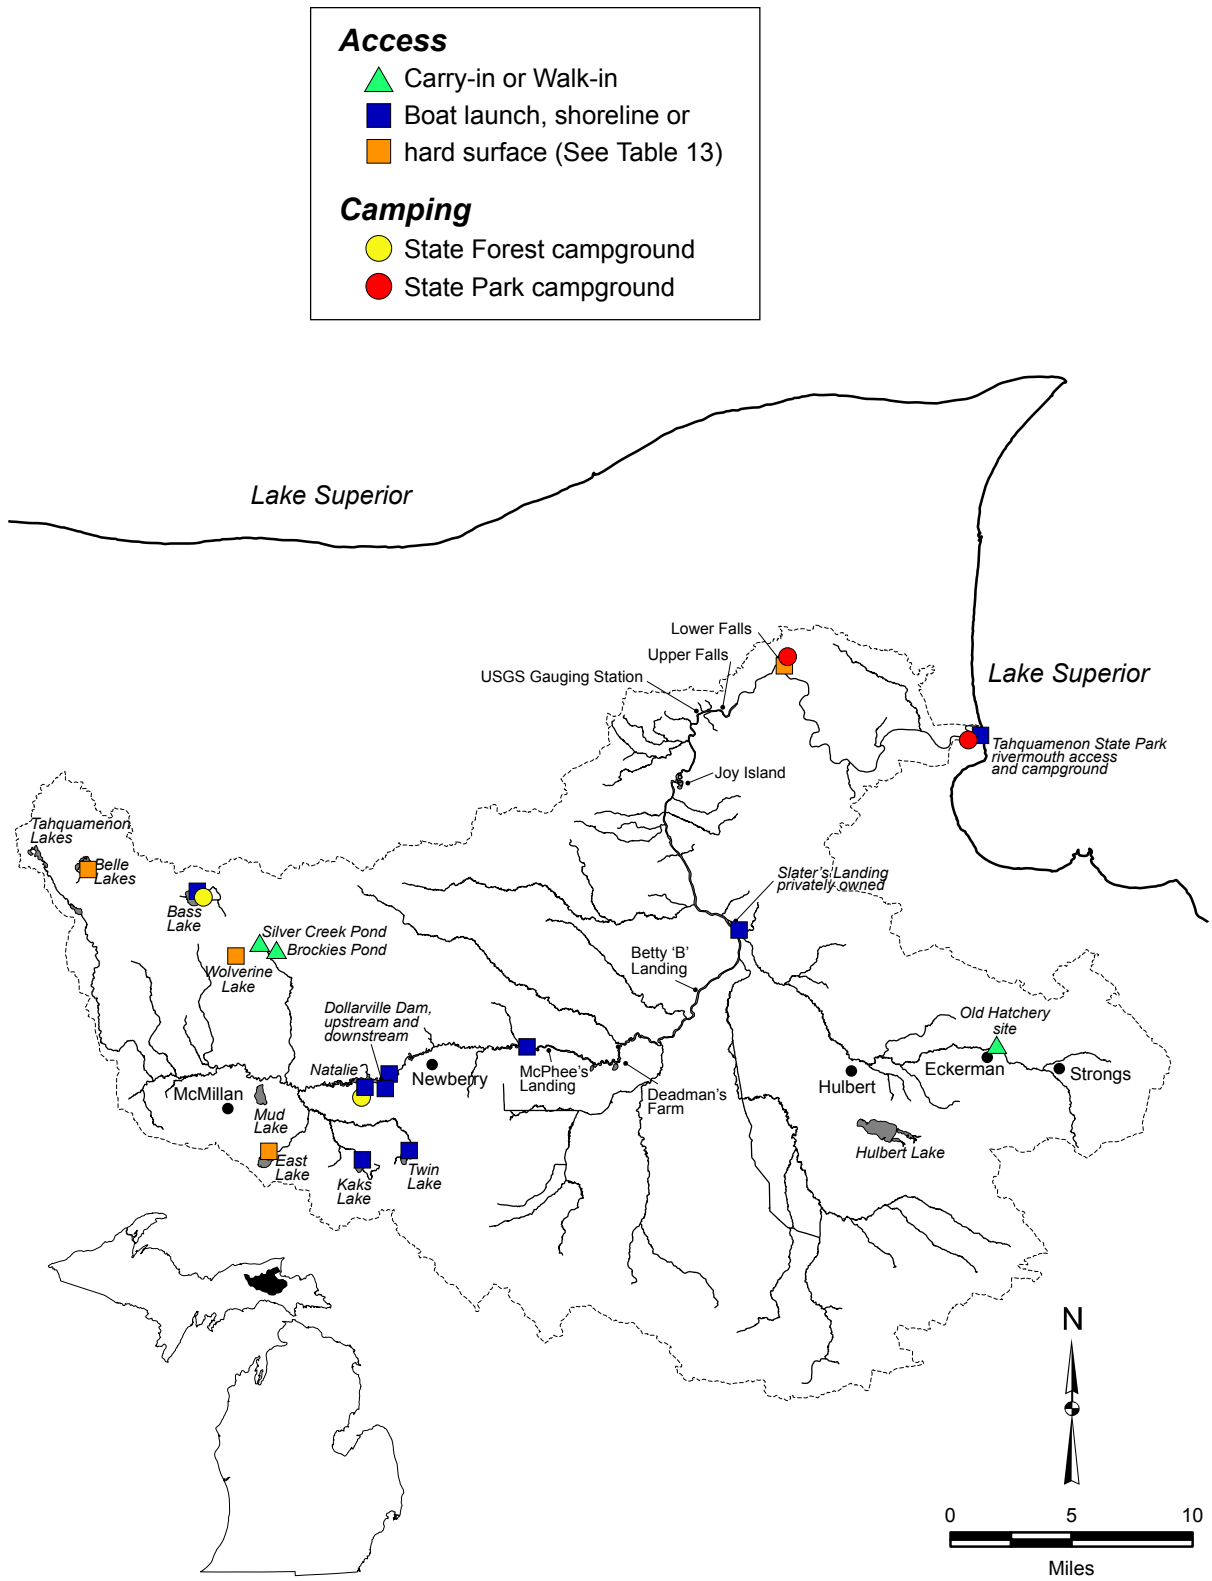 Access
Carry-in or Walk-in
Boat launch, shoreline or
hard surface (See Table 13)
Camping
State Forest campground
State Park campground
Lake Superior
Lower Falls
Upper Falls
USGS Gauging Station
Lake Superior
Tahquamenon State Park
rivermouth access
and campground
Joy Island
Tahquamenon
Lakes
Belle
Lakes
Slater's Landing
privately owned
Bass
Lake
Silver Creek Pond
Brockies Pond
Wolverine
Lake
Betty 'B'
Landing
Dollarville Dam,
upstream and
downstream
Old Hatchery
site
Natalie
Newberry
McPhee's
Landing
Eckerman
Strongs
Hulbert
McMillan
Mud
Lake
Deadman's
Farm
Hulbert Lake
East
Lake
Kaks
Lake
Twin
Lake
N
0 5 10
Miles